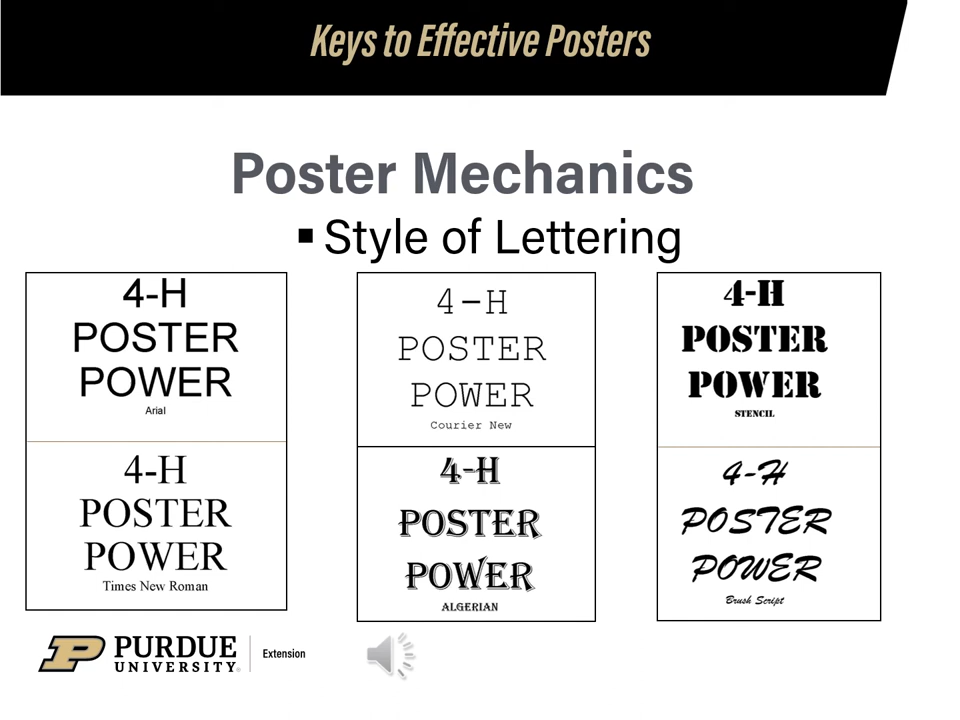 Keys to Effective Posters
Poster Mechanics
▪ Style of Lettering
4-H
POSTER
POWER
Arial
4-H
POSTER
POWER
Times New Roman
4-H
POSTER
POWER
Courier New
4-H
POSTER
POWER
ALGERIAN
4-H
POSTER
POWER
STENCIL
4-H
POSTER
POWER
Brush Script
P PURDUE
UNIVERSITY®
Extension